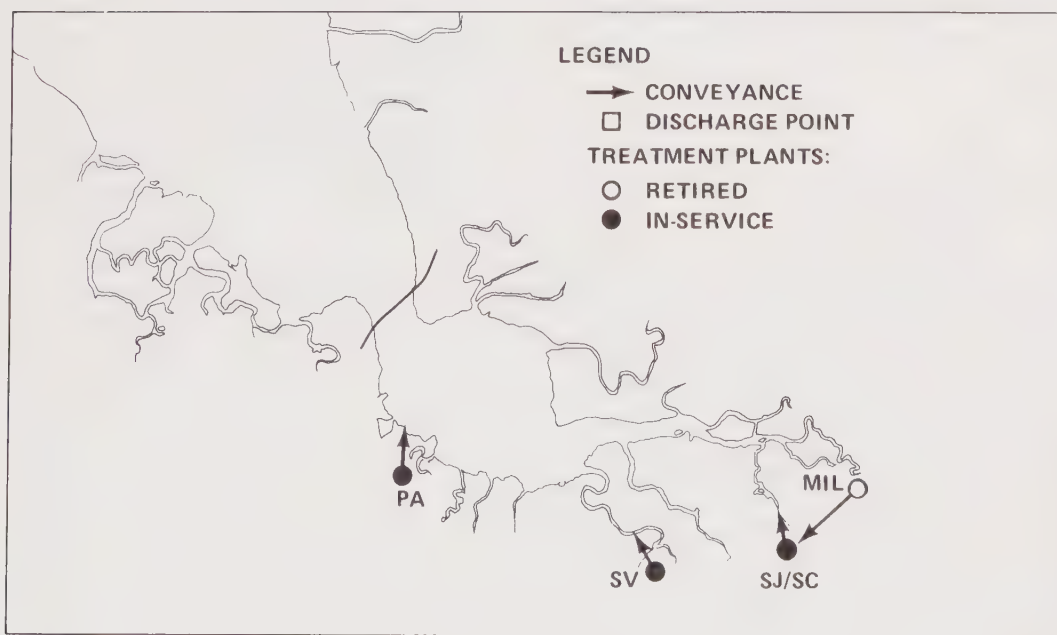 LEGEND
CONVEYANCE
DISCHARGE POINT
TREATMENT PLANTS:
RETIRED
IN-SERVICE
PA
MIL
SV
SJ/SC